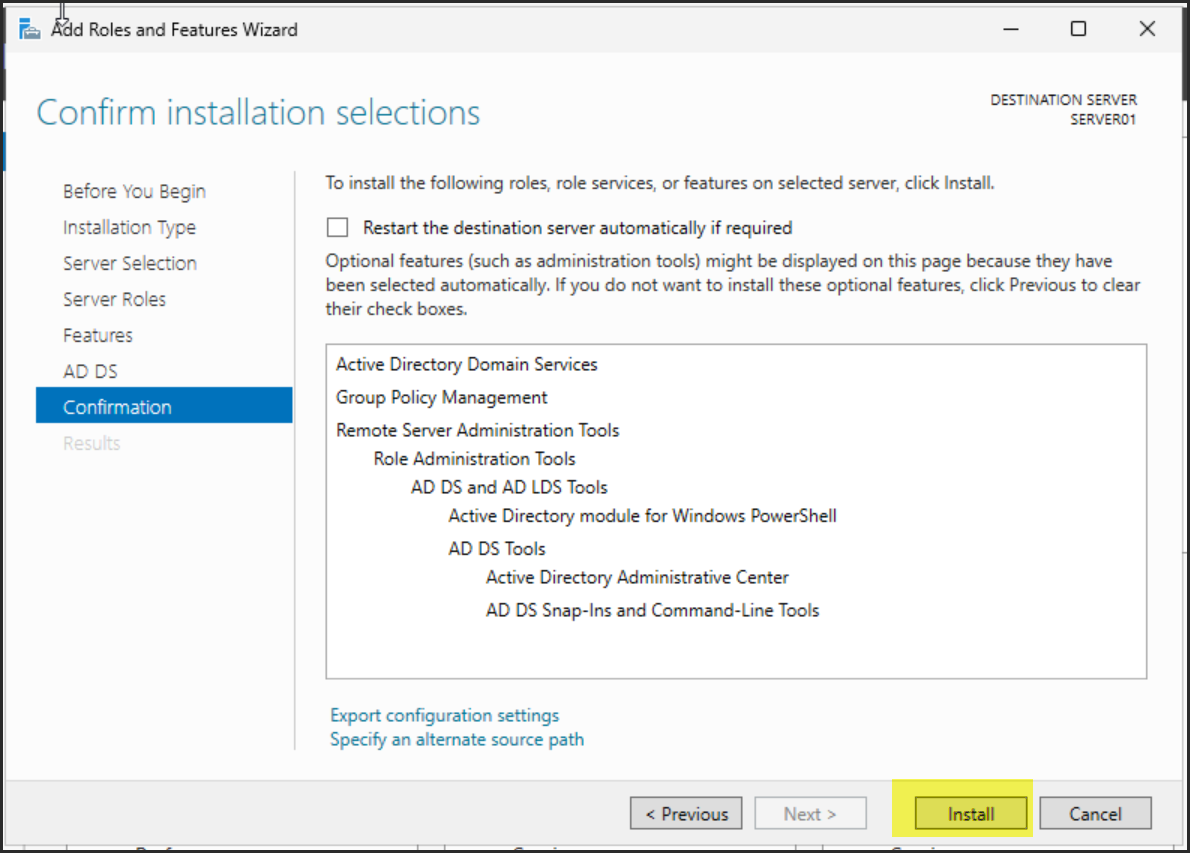 Add Roles and Features Wizard
Confirm installation selections
DESTINATION SERVER
SERVER01
Before You Begin
Installation Type
Server Selection
Server Roles
Features
AD DS
Confirmation
Results
To install the following roles, role services, or features on selected server, click Install.
Restart the destination server automatically if required
Optional features (such as administration tools) might be displayed on this page because they have
been selected automatically. If you do not want to install these optional features, click Previous to clear
their check boxes.
Active Directory Domain Services
Group Policy Management
Remote Server Administration Tools
Role Administration Tools
AD DS and AD LDS Tools
Active Directory module for Windows PowerShell
AD DS Tools
Active Directory Administrative Center
AD DS Snap-Ins and Command-Line Tools
Export configuration settings
Specify an alternate source path
< Previous
Next >
Install
Cancel